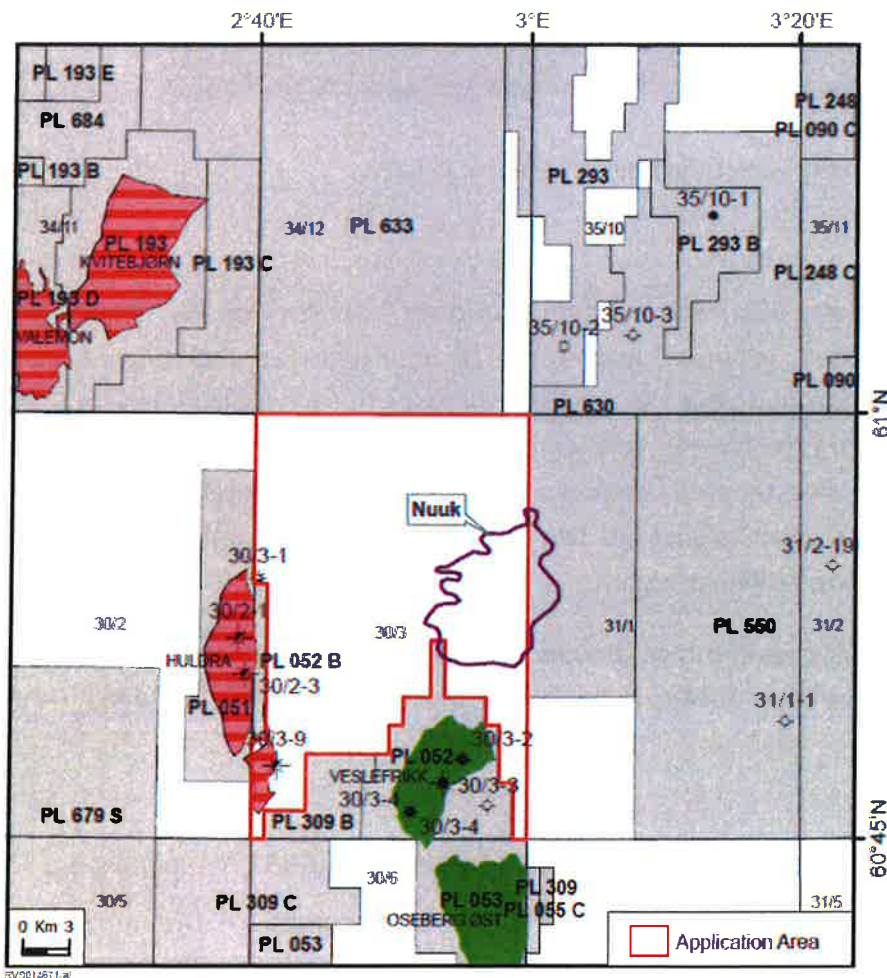 2°40'E
3°E
3°20'E
PL 193 E
PL 684
PL 248
PL 090 C
PL 193 B
PL 293
34/11
35/10-1
PL 193
KVITEBJØRN
34/12
PL 633
35/10
PL 293 B
35/11
PL 193 C
PL 248 C
PL 193 D
VALEMON
35/10-2
35/10-3
PL 090
PL 630
61°N
Nuuk
30/3-1
31/2-19
30/2-1
30/2
30/3
31/1
PL 550
31/2
HULDRA
PL 052 B
30/2-3
PL 051
31/1-1
30/3-9
PL 052
30/3-2
VESLEFRIKK
30/3-3
30/3-4
PL 679 S
PL 309 B
30/3-4
60°45'N
30/6
PL 309
30/5
PL 309 C
PL 053
PL 055 C
31/5
OSEBERG ØST
0 Km 3
PL 053
Application Area